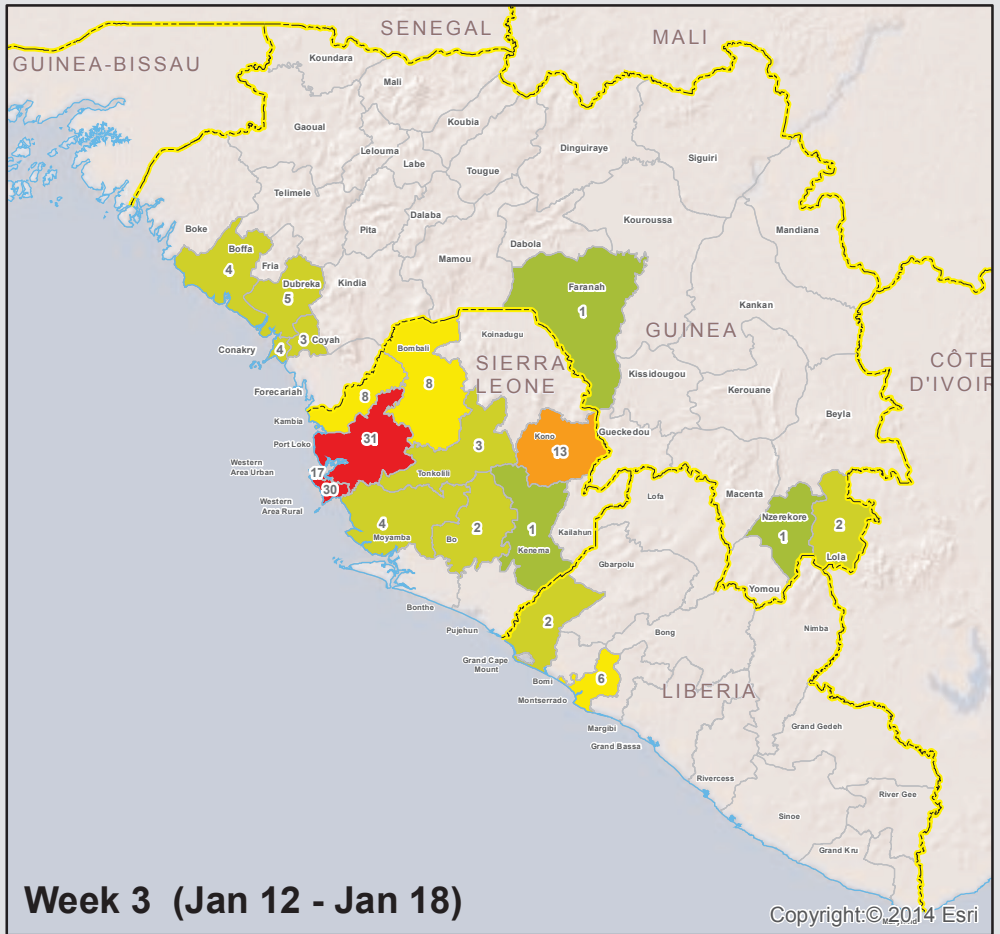 SENEGAL
MALI
GUINEA-BISSAU
Koundara
Mali
Gaoual
Koubia
Lelouma
Labe
Tougue
Dinguiraye
Siguiri
Telimele
Dalaba
Pita
Kouroussa
Mandiana
Boke
Boffa
4
Fria
Dabola
Mamou
Dubreka
5
Kindia
Faranah
1
Kankan
GUINEA
3
Coyah
Conakry
4
Koinadugu
Bombali
8
SIERRA
LEONE
CÔTE
D'IVOIR
Kissidougou
Kerouane
Forecariah
8
Beyla
Kambia
31
Port Loko
3
Kono
13
Gueckedou
Western
Area Urban
17
30
Tonkolili
Lofa
Macenta
Western
Area Rural
4
Moyamba
Bo
2
1
Kenema
Kailahun
Nzerekore
1
2
Lola
Gbarpolu
Yomou
Bonthe
Pujehun
2
Bong
Nimba
Grand Cape
Mount
Bomi
6
Montserrado
LIBERIA
Margibi
Grand Bassa
Grand Gedeh
Rivercess
River Gee
Sinoe
Grand Kru
Week 3 (Jan 12 - Jan 18)
Copyright:© 2014 Esri